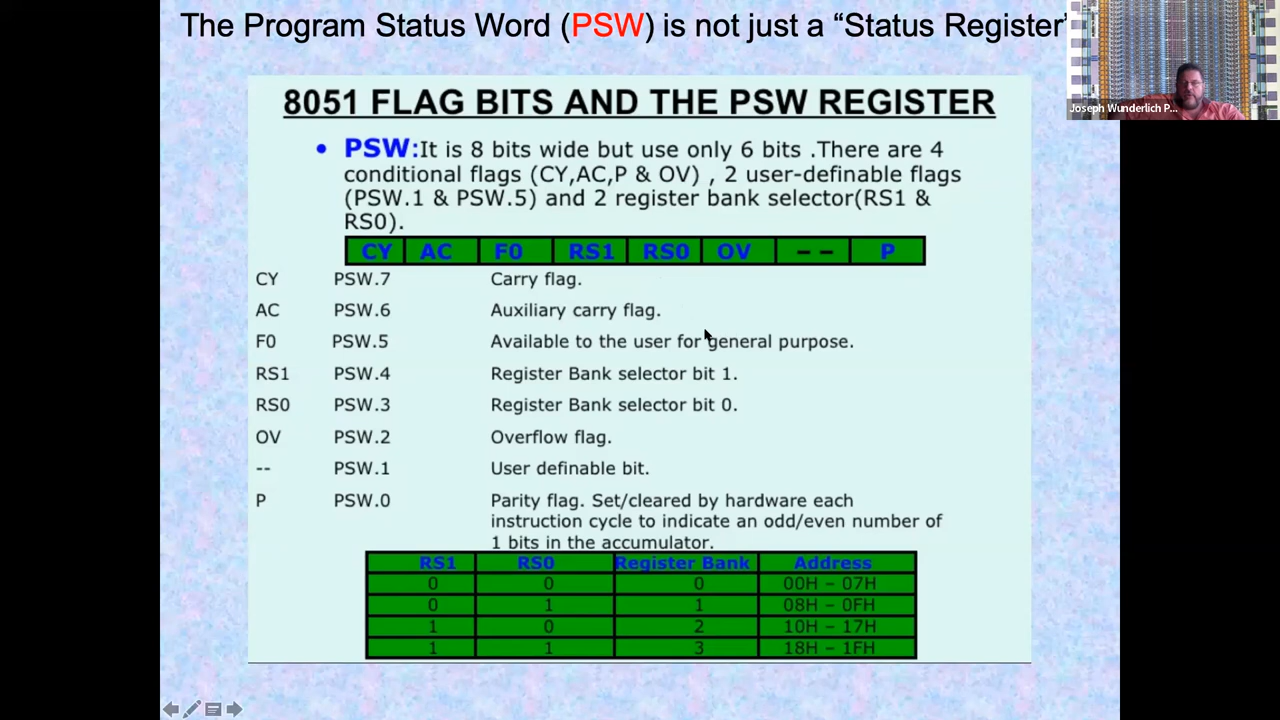 The Program Status Word (PSW) is not just a “Status Register”
Joseph Wunderlich P...
8051 FLAG BITS AND THE PSW REGISTER
• PSW:It is 8 bits wide but use only 6 bits .There are 4
conditional flags (CY,AC,P & OV) , 2 user-definable flags
(PSW.1 & PSW.5) and 2 register bank selector(RS1 &
RS0).
CY AC F0 RS1 RS0 OV -- P
CY PSW.7 Carry flag.
AC PSW.6 Auxiliary carry flag.
F0 PSW.5 Available to the user for general purpose.
RS1 PSW.4 Register Bank selector bit 1.
RS0 PSW.3 Register Bank selector bit 0.
OV PSW.2 Overflow flag.
-- PSW.1 User definable bit.
P PSW.0 Parity flag. Set/cleared by hardware each
instruction cycle to indicate an odd/even number of
1 bits in the accumulator.
RS1 RS0 Register Bank Address
0 0 0 00H – 07H
0 1 1 08H – 0FH
1 0 2 10H – 17H
1 1 3 18H – 1FH